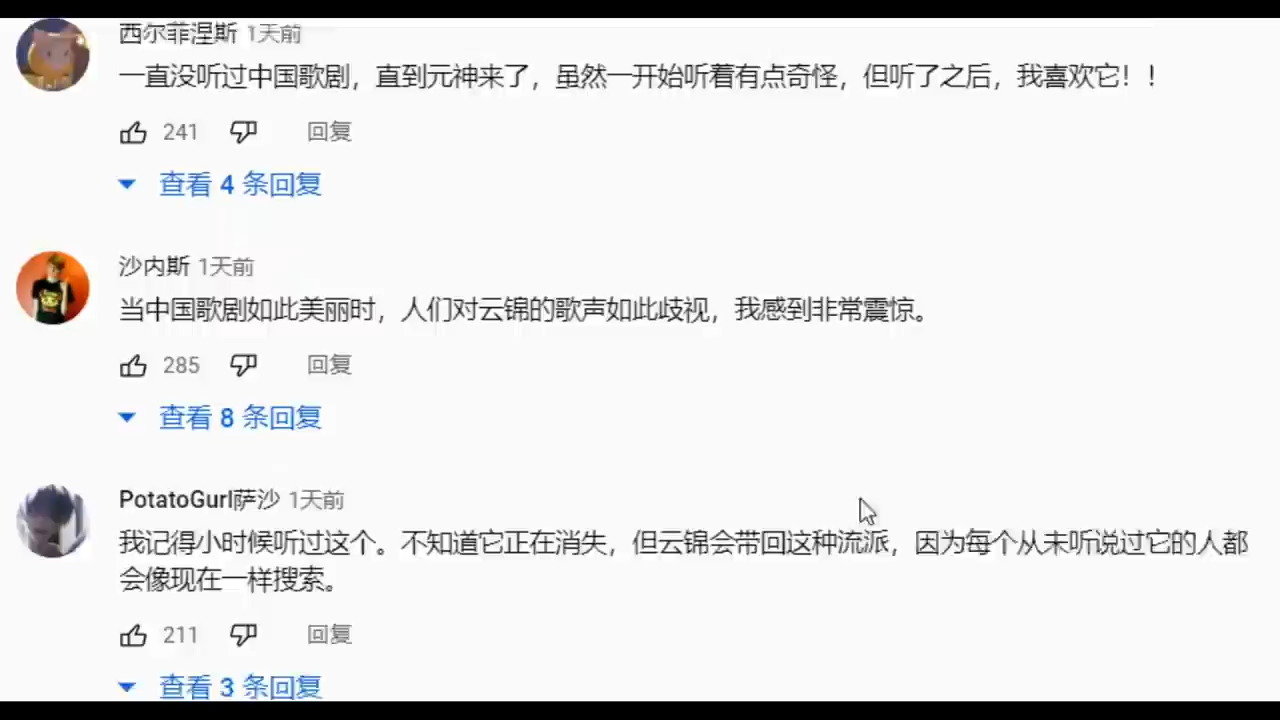 西尔菲涅斯 1天前
一直没听过中国歌剧，直到元神来了，虽然一开始听着有点奇怪，但听了之后，我喜欢它！！
241 回复
查看 4 条回复
沙内斯 1天前
当中国歌剧如此美丽时，人们对云锦的歌声如此歧视，我感到非常震惊。
285 回复
查看 8 条回复
PotatoGurl萨沙 1天前
我记得小时候听过这个。不知道它正在消失，但云锦会带回这种流派，因为每个从未听说过它的人都
会像现在一样搜索。
211 回复
查看 3 条回复